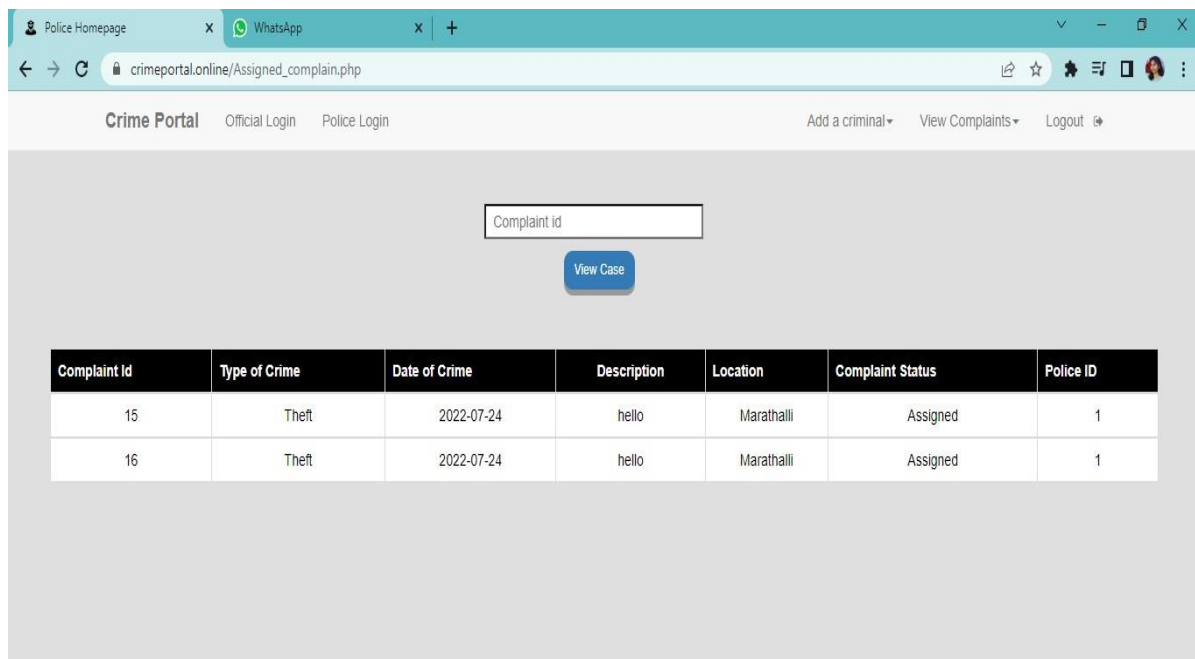 Police Homepage WhatsApp
crimeportal.online/Assigned_complain.php
Crime Portal Official Login Police Login Add a criminal View Complaints Logout
Complaint id
View Case
Complaint Id Type of Crime Date of Crime Description Location Complaint Status Police ID
15 Theft 2022-07-24 hello Marathalli Assigned 1
16 Theft 2022-07-24 hello Marathalli Assigned 1